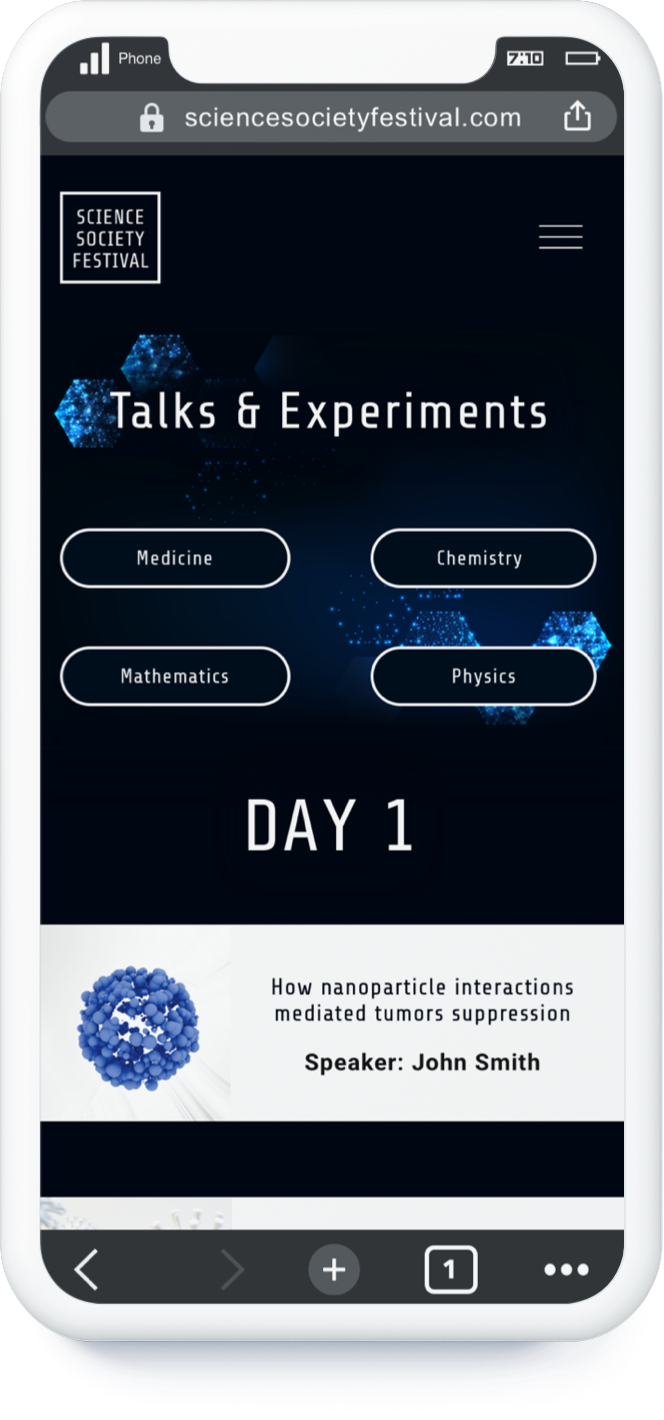 Phone
7:10
sciencesocietyfestival.com
SCIENCE
SOCIETY
FESTIVAL
Talks & Experiments
Medicine
Chemistry
Mathematics
Physics
DAY 1
How nanoparticle interactions
mediated tumors suppression
Speaker: John Smith
1